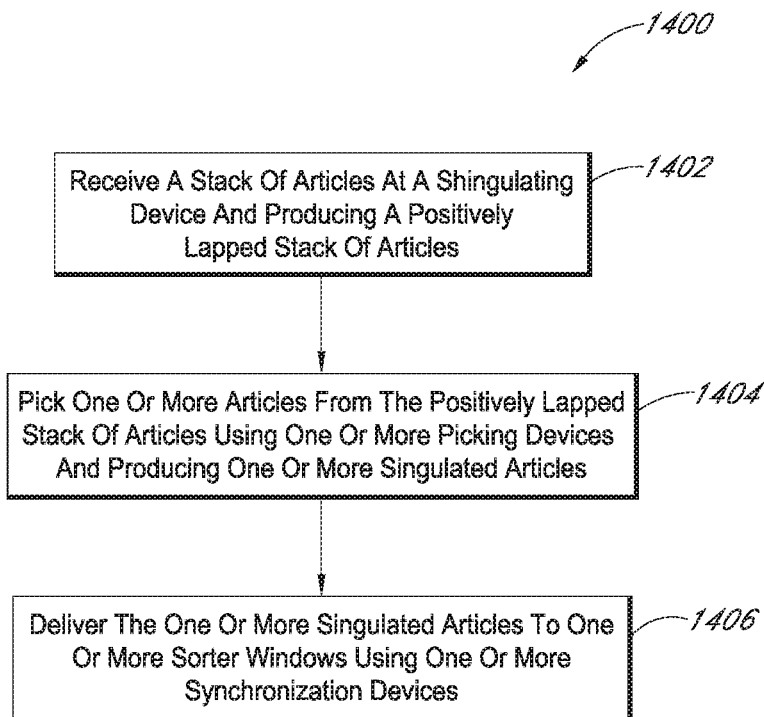 1400
Receive A Stack Of Articles At A Shingulating
Device And Producing A Positively
Lapped Stack Of Articles
1402
Pick One Or More Articles From The Positively Lapped
Stack Of Articles Using One Or More Picking Devices
And Producing One Or More Singulated Articles
1404
Deliver The One Or More Singulated Articles To One
Or More Sorter Windows Using One Or More
Synchronization Devices
1406